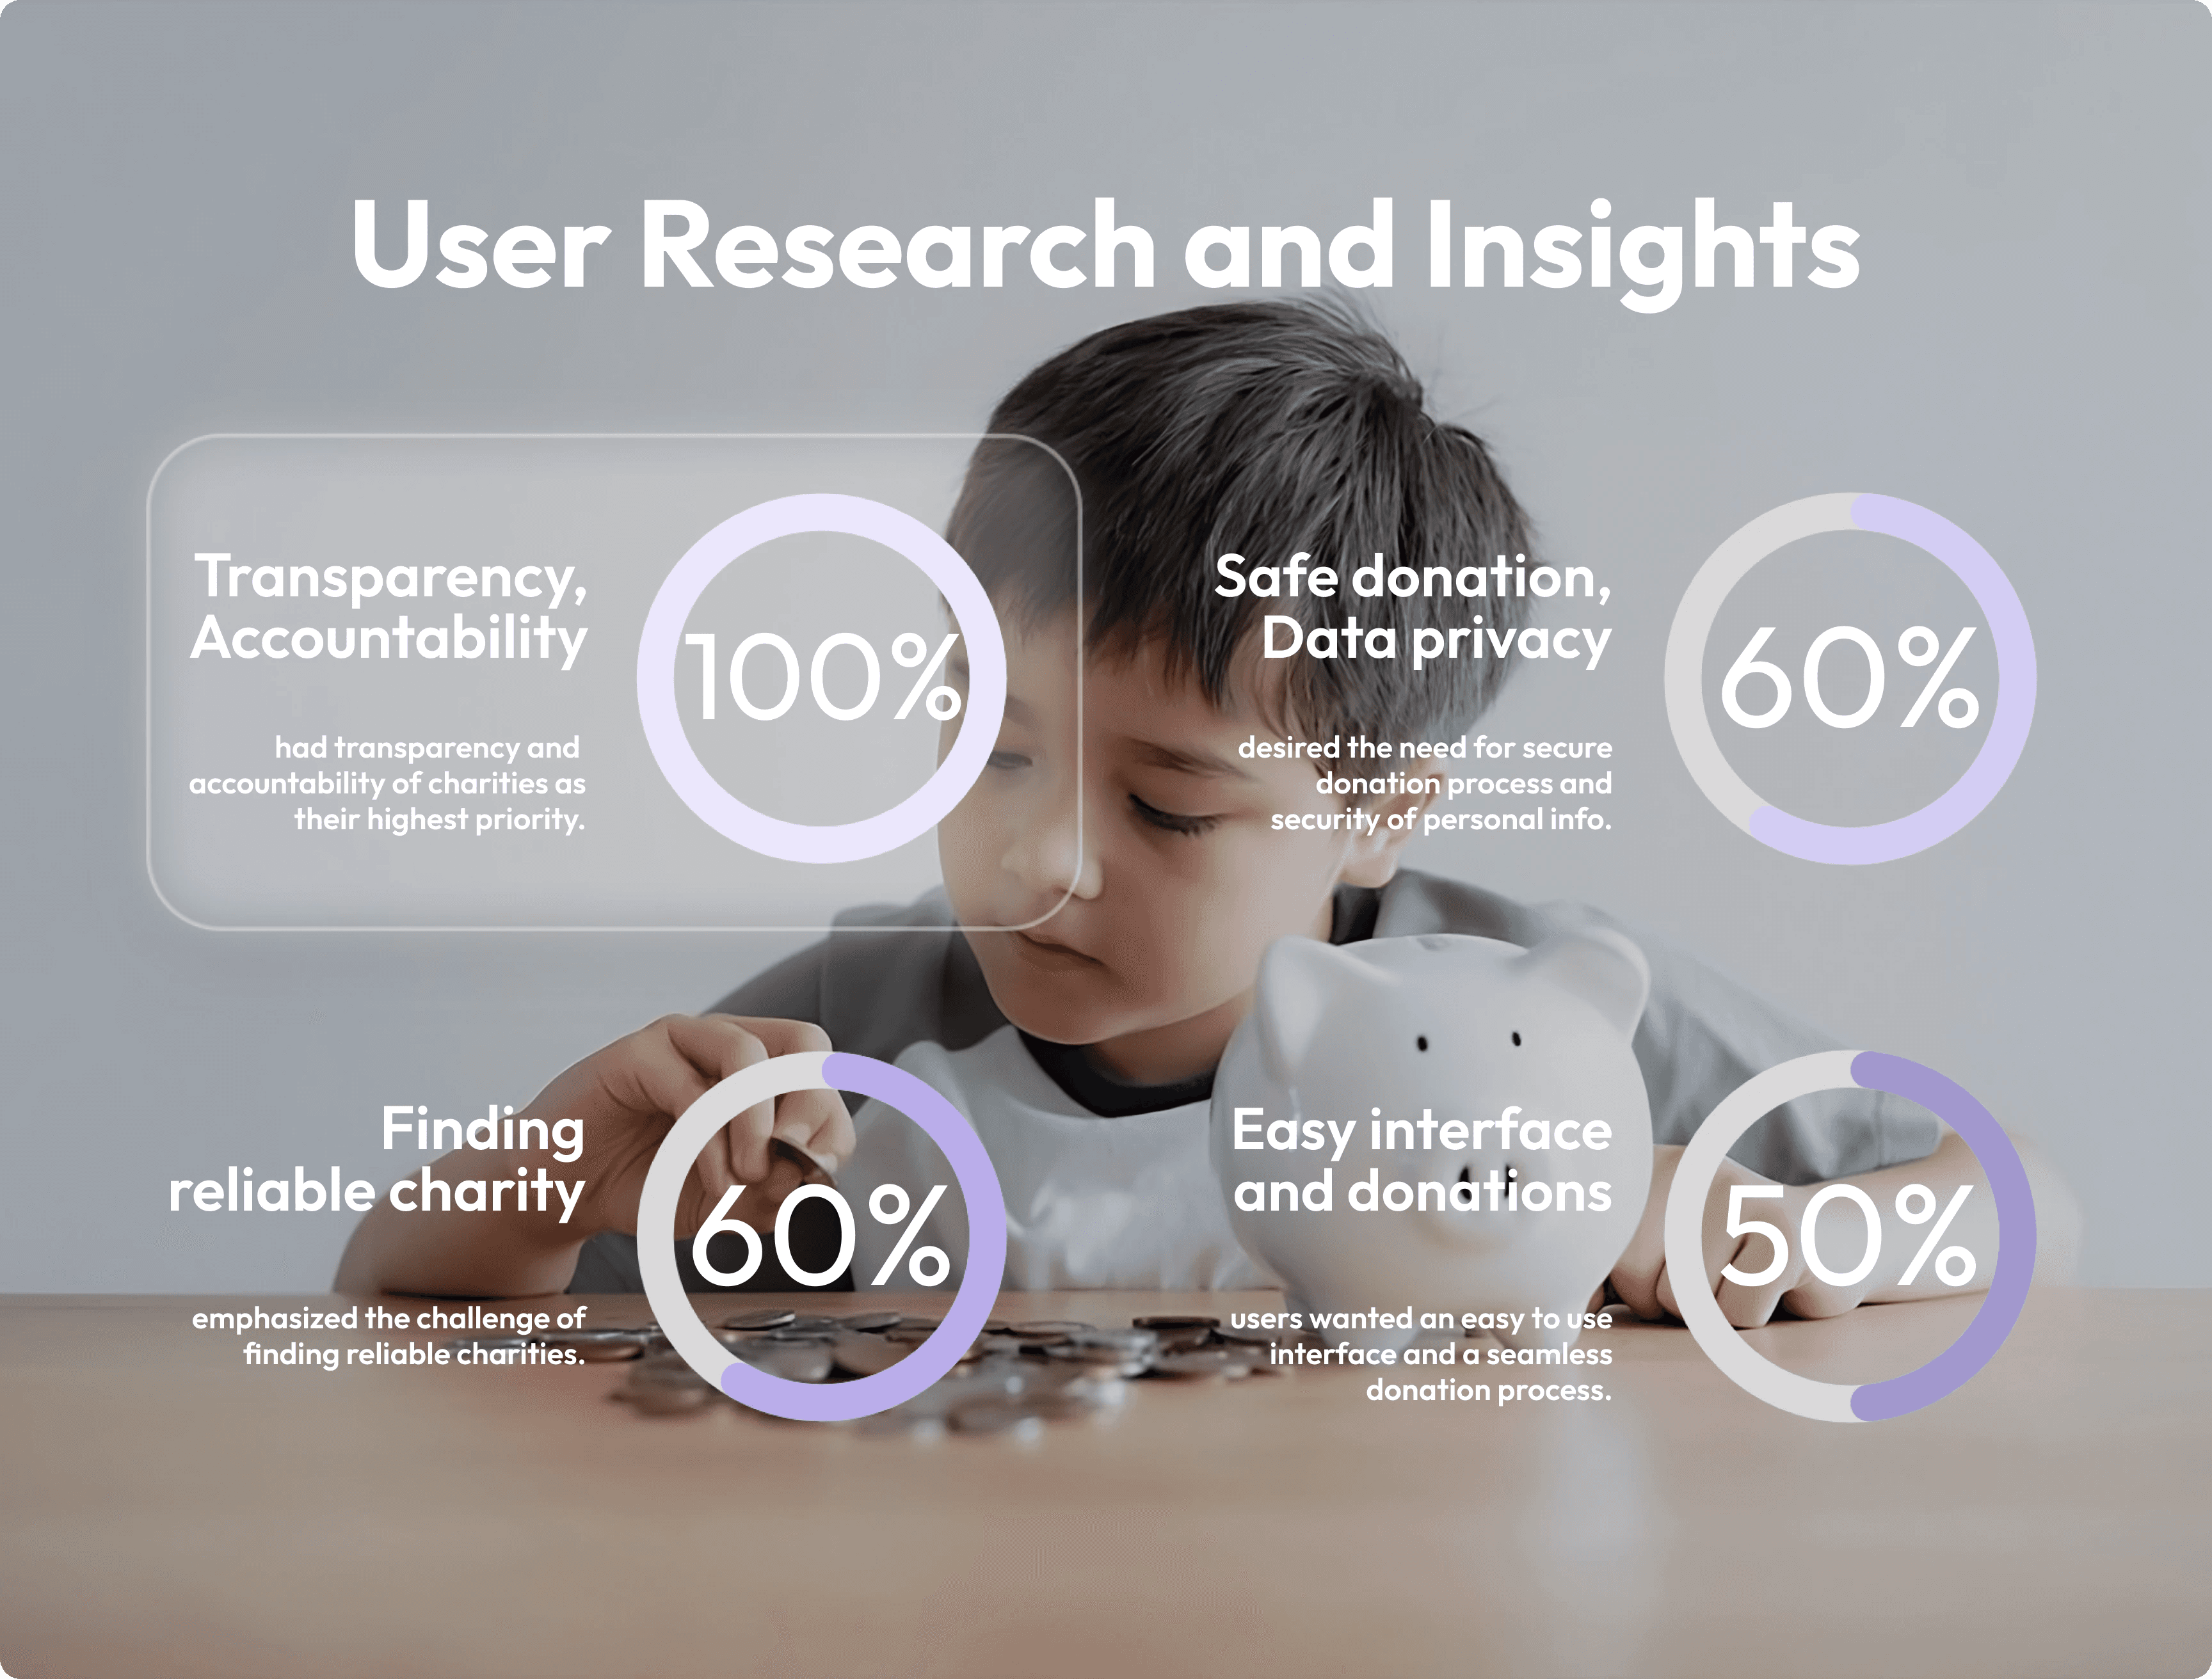 User Research and Insights
Transparency,
Accountability
had transparency and
accountability of charities as
their highest priority.
100%
Safe donation,
Data privacy
desired the need for secure
donation process and
security of personal info.
60%
Finding
reliable charity
emphasized the challenge of
finding reliable charities.
60%
Easy interface
and donations
users wanted an easy to use
interface and a seamless
donation process.
50%